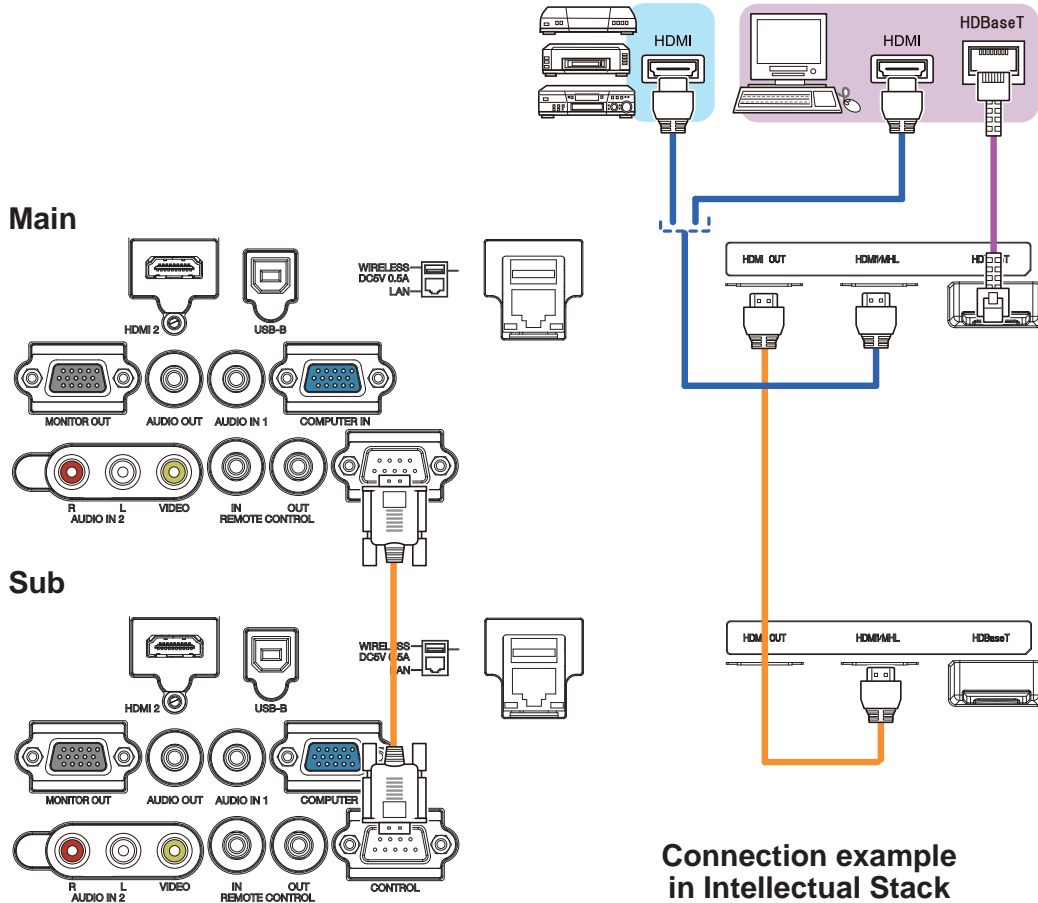 HDMI
HDMI
HDBaseT
Main
HDMI 2
USB-B
WIRELESS
DC5V 0.5A
LAN
MONITOR OUT
AUDIO OUT
AUDIO IN 1
COMPUTER IN
R
L
VIDEO
AUDIO IN 2
IN
OUT
REMOTE CONTROL
HDMI OUT
HDMI/MHL
Sub
HDMI 2
USB-B
WIRELESS
DC5V 0.5A
LAN
MONITOR OUT
AUDIO OUT
AUDIO IN 1
COMPUTER
R
L
VIDEO
AUDIO IN 2
IN
OUT
REMOTE CONTROL
CONTROL
HDMI OUT
HDMI/MHL
HDBaseT
Connection example
in Intellectual Stack